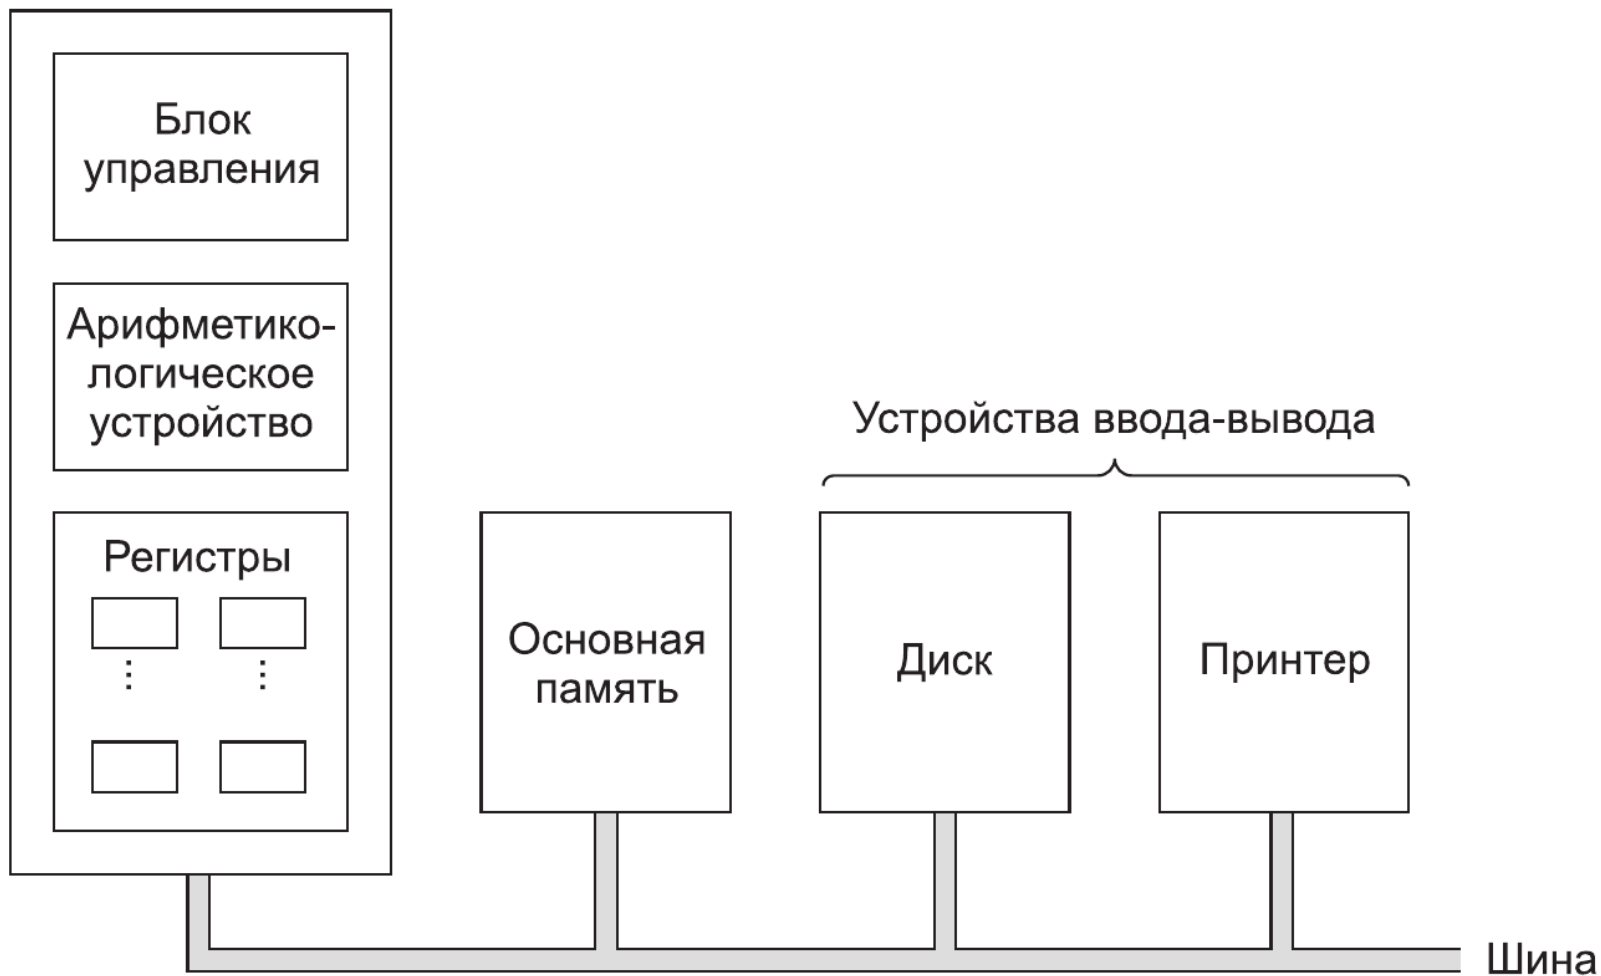 Блок
управления
Арифметико-
логическое
устройство
Регистры
Основная
память
Устройства ввода-вывода
Диск
Принтер
Шина